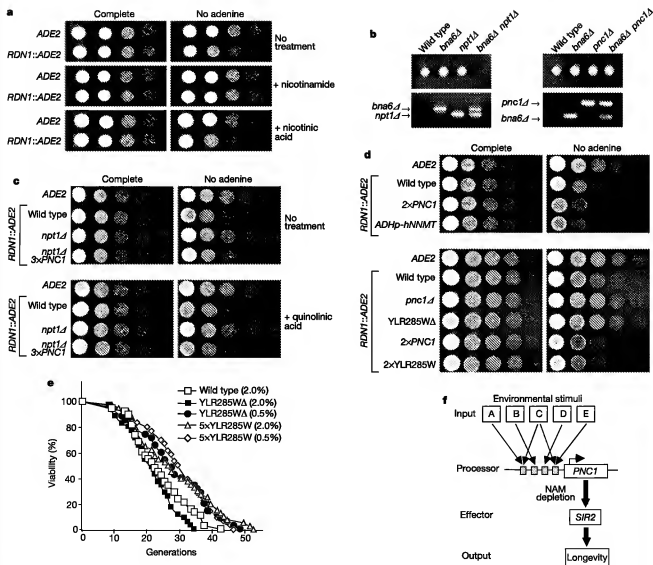 a
Complete
No adenine
ADE2
RDN1::ADE2
No treatment
ADE2
RDN1::ADE2
+ nicotinamide
ADE2
RDN1::ADE2
+ nicotinic acid
b
Wild type
bna6Δ
npt1Δ
bna6Δ npt1Δ
bna6Δ →
npt1Δ →
Wild type
bna6Δ
pnc1Δ
bna6Δ pnc1Δ
pnc1Δ →
bna6Δ →
c
Complete
No adenine
ADE2
RDN1::ADE2
Wild type
npt1Δ
npt1Δ 3×PNC1
No treatment
ADE2
RDN1::ADE2
Wild type
npt1Δ
npt1Δ 3×PNC1
+ quinolinic acid
d
Complete
No adenine
ADE2
RDN1::ADE2
Wild type
2×PNC1
ADHp-hNNMT
ADE2
RDN1::ADE2
Wild type
pnc1Δ
YLR285WΔ
2×PNC1
2×YLR285W
e
Wild type (2.0%)
YLR285WΔ (2.0%)
YLR285WΔ (0.5%)
5xYLR285W (2.0%)
5xYLR285W (0.5%)
Viability (%)
100
80
60
40
20
0
0 10 20 30 40 50
Generations
f
Environmental stimuli
Input A B C D E
Processor PNC1
NAM depletion
Effector SIR2
Output Longevity